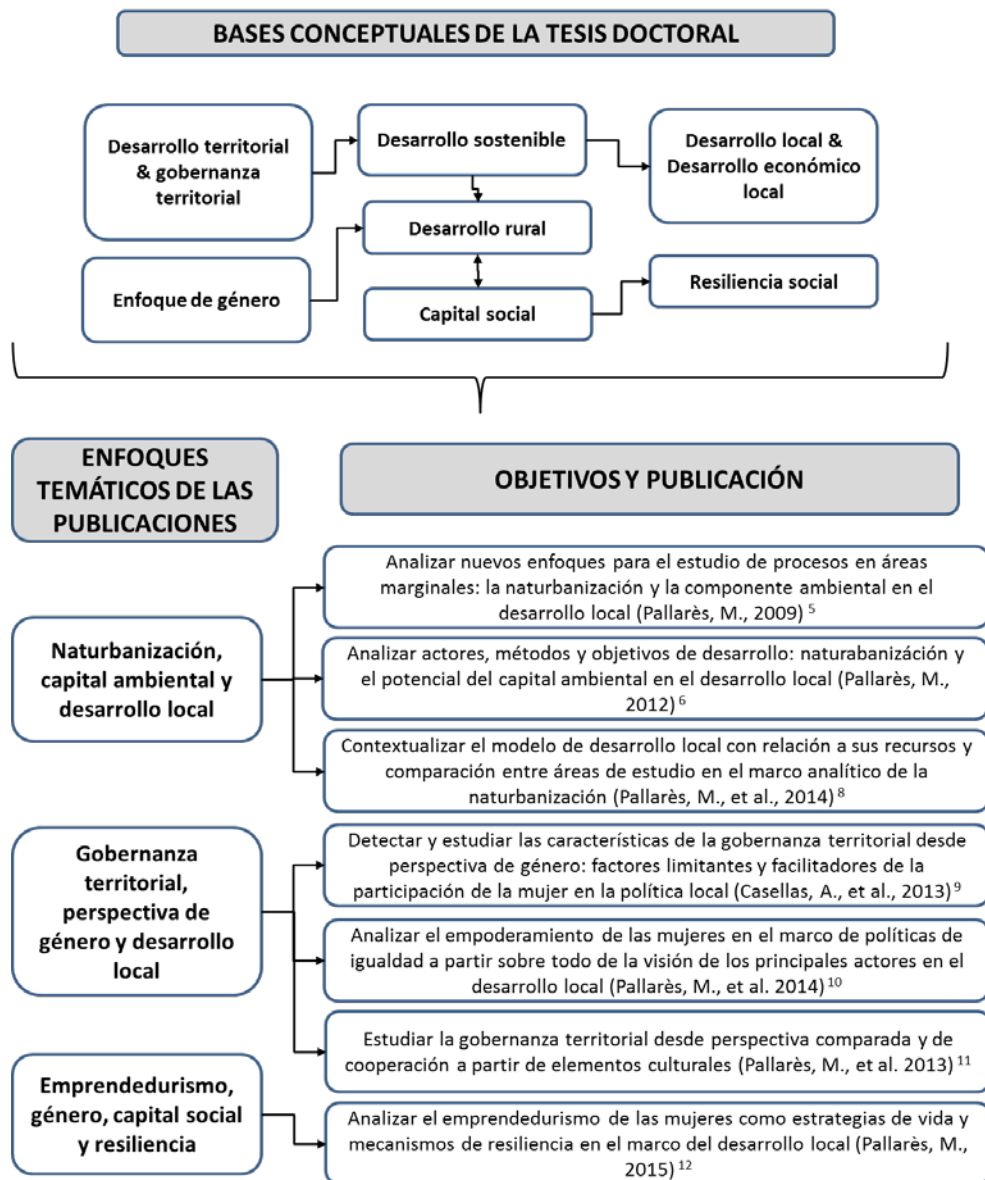 BASES CONCEPTUALES DE LA TESIS DOCTORAL
Desarrollo territorial
& gobernanza
territorial
Desarrollo sostenible
Desarrollo local &
Desarrollo económico
local
Desarrollo rural
Enfoque de género
Capital social
Resiliencia social
ENFOQUES
TEMÁTICOS DE LAS
PUBLICACIONES
OBJETIVOS Y PUBLICACIÓN
Naturbanización,
capital ambiental y
desarrollo local
Analizar nuevos enfoques para el estudio de procesos en áreas
marginales: la naturbanización y la componente ambiental en el
desarrollo local (Pallarès, M., 2009) 5
Analizar actores, métodos y objetivos de desarrollo: naturabanizáción y
el potencial del capital ambiental en el desarrollo local (Pallarès, M.,
2012) 6
Contextualizar el modelo de desarrollo local con relación a sus recursos y
comparación entre áreas de estudio en el marco analítico de la
naturbanización (Pallarès, M., et al., 2014) 8
Gobernanza
territorial,
perspectiva de
género y desarrollo
local
Detectar y estudiar las características de la gobernanza territorial desde
perspectiva de género: factores limitantes y facilitadores de la
participación de la mujer en la política local (Casellas, A., et al., 2013) 9
Analizar el empoderamiento de las mujeres en el marco de políticas de
igualdad a partir sobre todo de la visión de los principales actores en el
desarrollo local (Pallarès, M., et al. 2014) 10
Estudiar la gobernanza territorial desde perspectiva comparada y de
cooperación a partir de elementos culturales (Pallarès, M., et al. 2013) 11
Emprendedurismo,
género, capital social
y resiliencia
Analizar el emprendedurismo de las mujeres como estrategias de vida y
mecanismos de resiliencia en el marco del desarrollo local (Pallarès, M.,
2015) 12